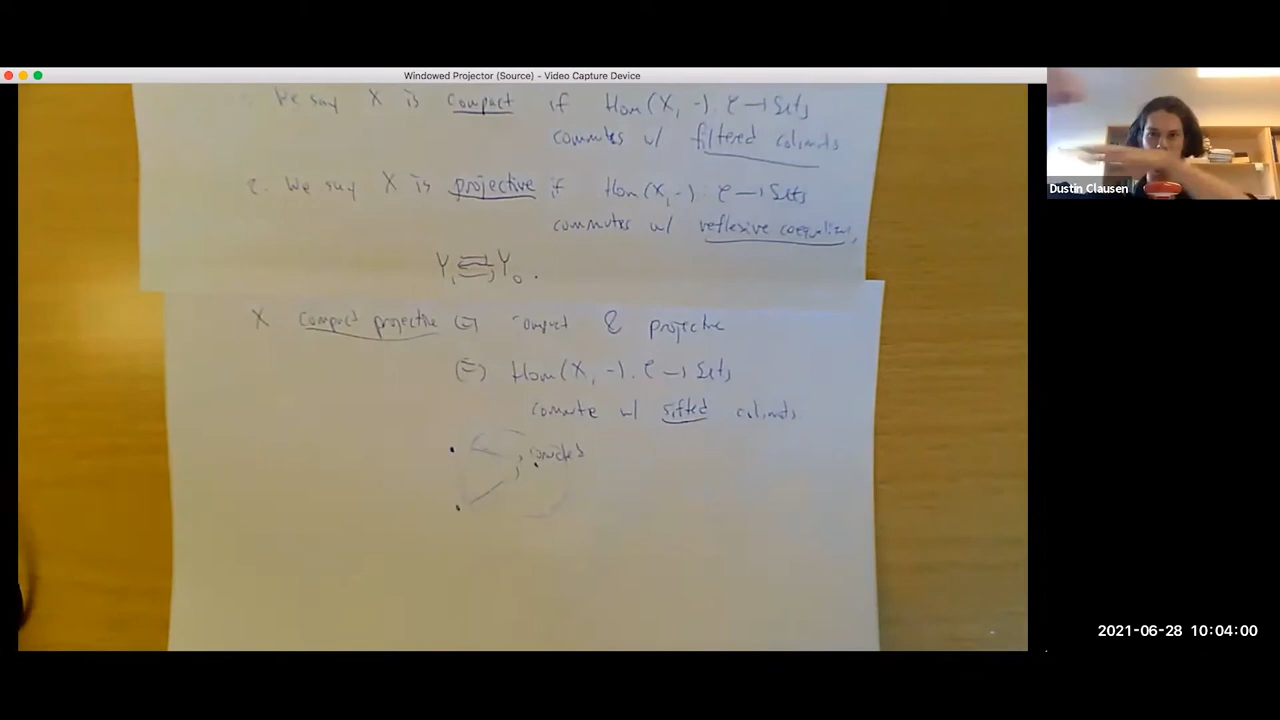 Windowed Projector (Source) - Video Capture Device
We say X is compact if Hom(X, -): C → Sets
commutes w/ filtered colimits
2. We say X is projective if Hom(X, -): C → Sets
commutes w/ reflexive coequalizers,
Y₁ ⇶ Y₀.
X compact projective ⇔ compact & projective
⇔ Hom(X, -): C → Sets
commute w/ sifted colimits
Dustin Clausen
2021-06-28 10:04:00